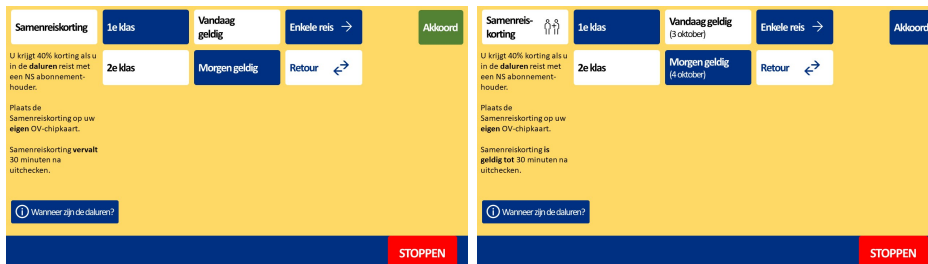 Samenreiskorting
1e klas
Vandaag
geldig
Enkele reis
Akkoord
U krijgt 40% korting als u
in de daluren reist met
een NS abonnement-
houder.
2e klas
Morgen geldig
Retour
Plaats de
Samenreiskorting op uw
eigen OV-chipkaart.
Samenreiskorting vervalt
30 minuten na
uitchecken.
Wanneer zijn de daluren?
STOPPEN
Samenreis-
korting
1e klas
Vandaag geldig
(3 oktober)
Enkele reis
Akkoord
U krijgt 40% korting als u
in de daluren reist met
een NS abonnement-
houder.
2e klas
Morgen geldig
(4 oktober)
Retour
Plaats de
Samenreiskorting op uw
eigen OV-chipkaart.
Samenreiskorting is
geldig tot 30 minuten na
uitchecken.
Wanneer zijn de daluren?
STOPPEN